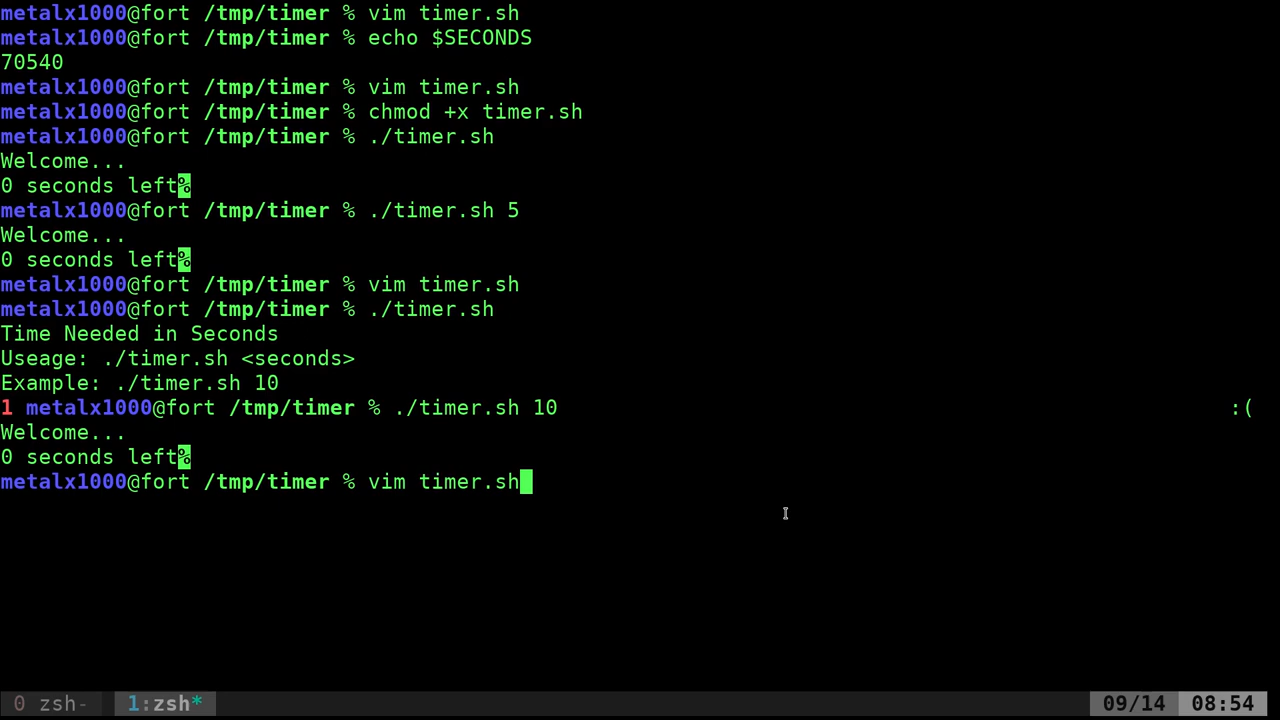 metalx1000@fort /tmp/timer % vim timer.sh
metalx1000@fort /tmp/timer % echo $SECONDS
70540
metalx1000@fort /tmp/timer % vim timer.sh
metalx1000@fort /tmp/timer % chmod +x timer.sh
metalx1000@fort /tmp/timer % ./timer.sh
Welcome...
0 seconds left%
metalx1000@fort /tmp/timer % ./timer.sh 5
Welcome...
0 seconds left%
metalx1000@fort /tmp/timer % vim timer.sh
metalx1000@fort /tmp/timer % ./timer.sh
Time Needed in Seconds
Useage: ./timer.sh <seconds>
Example: ./timer.sh 10
1 metalx1000@fort /tmp/timer % ./timer.sh 10 :(
Welcome...
0 seconds left%
metalx1000@fort /tmp/timer % vim timer.sh
0 zsh- 1:zsh* 09/14 08:54